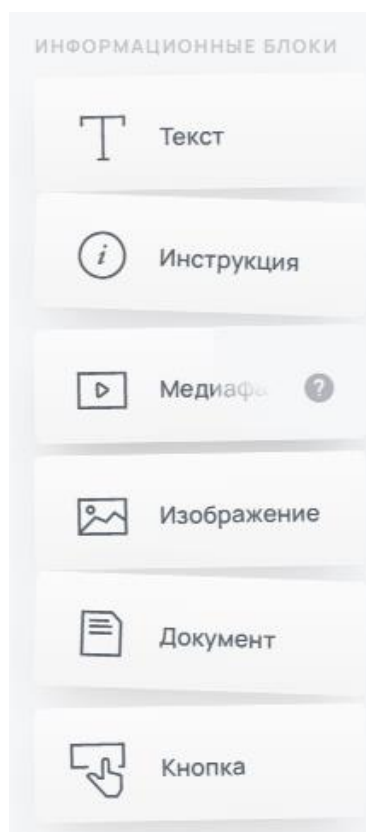 ИНФОРМАЦИОННЫЕ БЛОКИ
Текст
Инструкция
?
Изображение
Документ
Кнопка